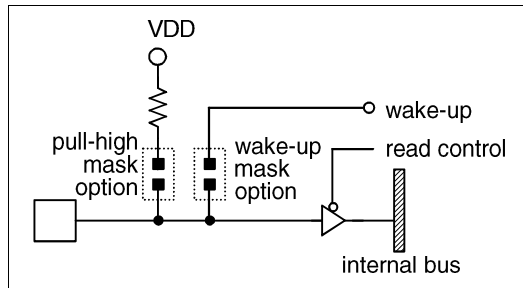 VDD
pull-high
mask
option
wake-up
mask
option
wake-up
read control
internal bus